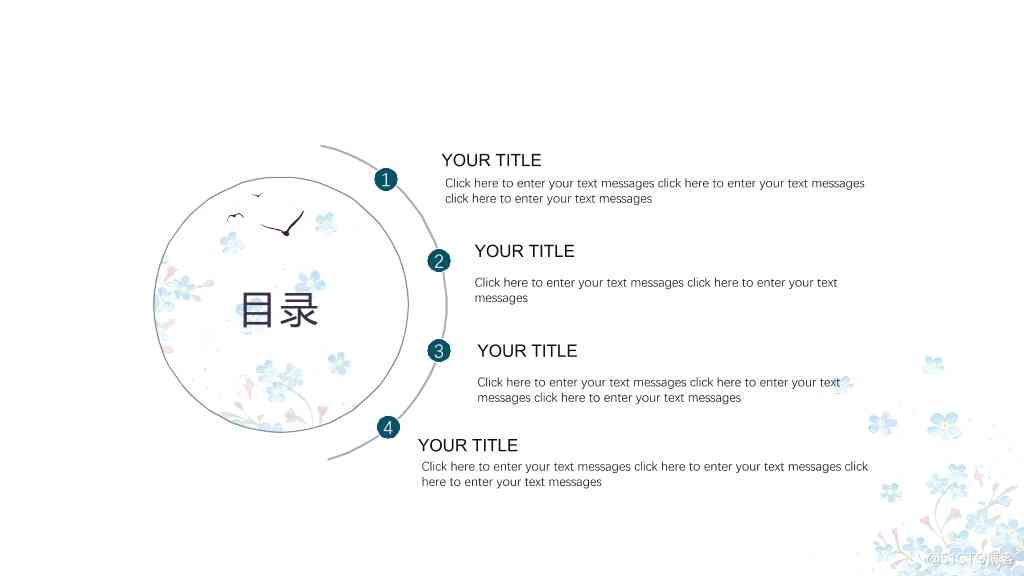 目录
1
YOUR TITLE
Click here to enter your text messages click here to enter your text messages
click here to enter your text messages
2
YOUR TITLE
Click here to enter your text messages click here to enter your text
messages
3
YOUR TITLE
Click here to enter your text messages click here to enter your text
messages click here to enter your text messages
4
YOUR TITLE
Click here to enter your text messages click here to enter your text messages click
here to enter your text messages
@51CTO博客